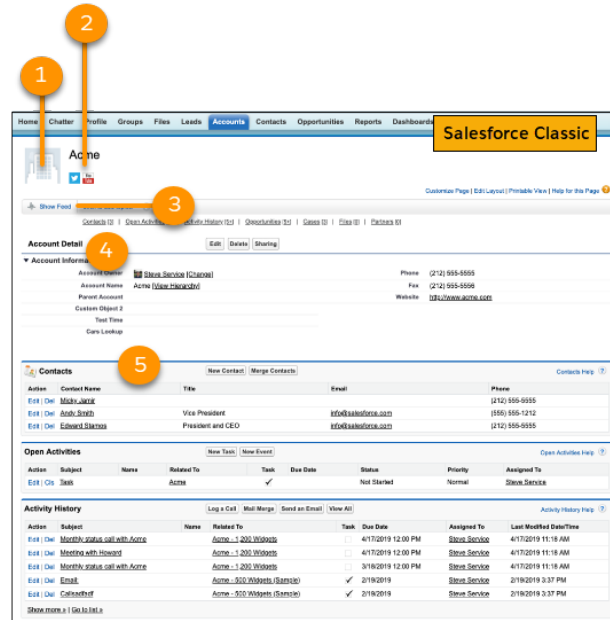 2
1
Home Chatter Profile Groups Files Leads Accounts Contacts Opportunities Reports Dashboards
Salesforce Classic
Acme
You
Customize Page | Edit Layout | Printable View | Help for this Page ?
Show Feed
3
Contacts [3] | Open Activities | Activity History [5+] | Opportunities [5+] | Cases [3] | Files [0] | Partners [0]
Account Detail Edit Delete Sharing
4
Account Information
Account Owner Steve Service [Change] Phone (212) 555-5555
Account Name Acme [View Hierarchy] Fax (212) 555-5556
Parent Account Website http://www.acme.com
Custom Object 2
Test Time
Cars Lookup
5
Contacts New Contact Merge Contacts Contacts Help ?
Action Contact Name Title Email Phone
Edit | Del Micky Jamir (212) 555-5555
Edit | Del Andy Smith Vice President info@salesforce.com (555) 555-1212
Edit | Del Edward Stamos President and CEO info@salesforce.com (212) 555-5555
Open Activities New Task New Event Open Activities Help ?
Action Subject Name Related To Task Due Date Status Priority Assigned To
Edit | Cls Task Acme ✓ Not Started Normal Steve Service
Activity History Log a Call Mail Merge Send an Email View All Activity History Help ?
Action Subject Name Related To Task Due Date Assigned To Last Modified Date/Time
Edit | Del Monthly status call with Acme Acme - 1,200 Widgets 4/17/2019 12:00 PM Steve Service 4/17/2019 11:18 AM
Edit | Del Meeting with Howard Acme - 1,200 Widgets 4/17/2019 12:00 PM Steve Service 4/17/2019 11:18 AM
Edit | Del Monthly status call with Acme Acme - 1,200 Widgets 3/18/2019 12:00 PM Steve Service 4/17/2019 11:18 AM
Edit | Del Email Acme - 500 Widgets (Sample) ✓ 2/19/2019 Steve Service 2/19/2019 3:37 PM
Edit | Del Callsadfadf Acme - 500 Widgets (Sample) ✓ 2/19/2019 Steve Service 2/19/2019 3:37 PM
Show more » | Go to list »